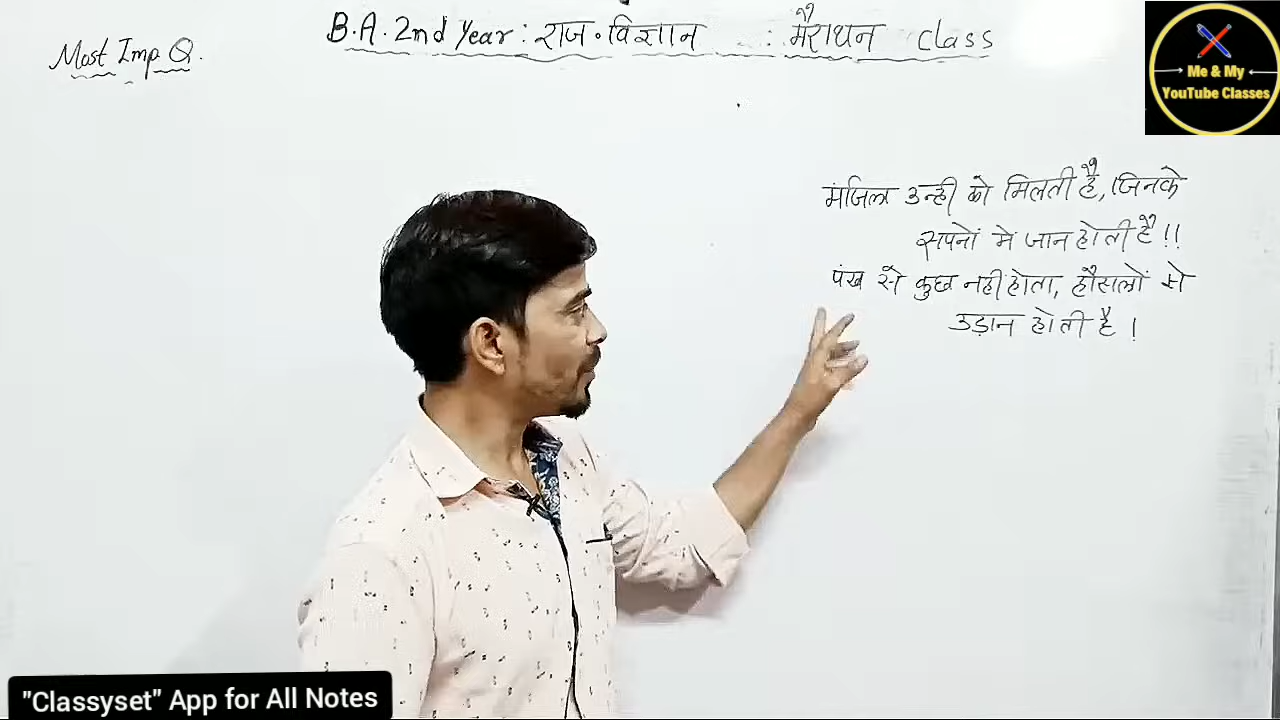 B.A. 2nd Year : राज॰विज्ञान : मैराथन Class
Most Imp Q.
Me & My
YouTube Classes
मंजिल उन्ही को मिलती है, जिनके
सपनों मे जान होती है !!
पंख से कुछ नहीं होता, हौसलों से
उड़ान होती है !
"Classyset" App for All Notes